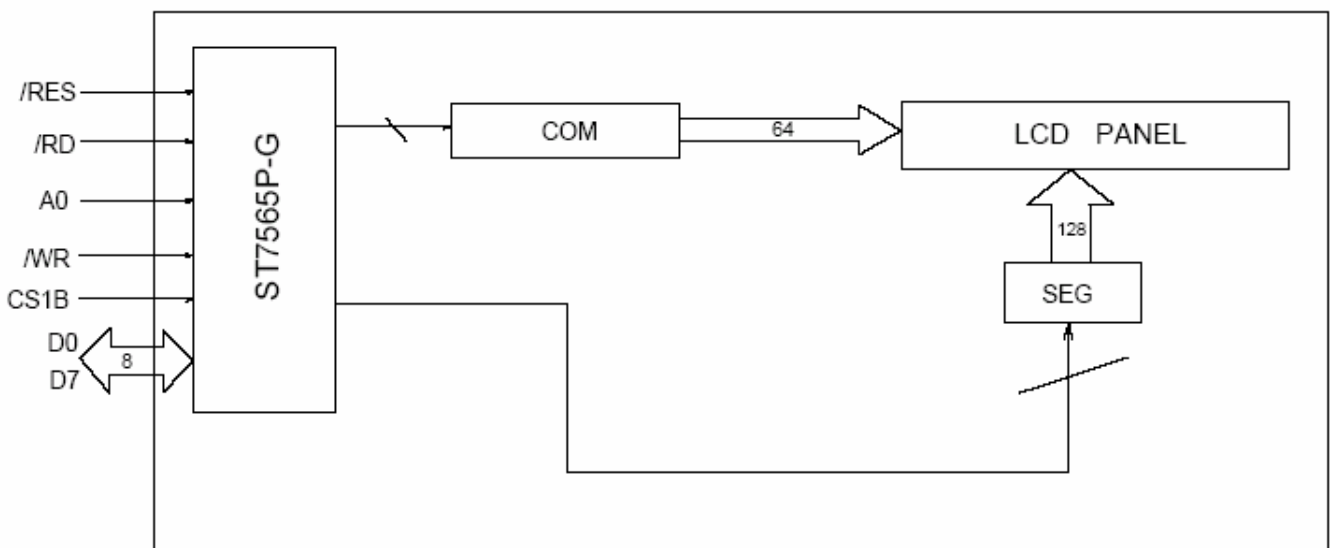 /RES
/RD
A0
/WR
CS1B
D0
D7
8
ST7565P-G
COM
64
LCD PANEL
128
SEG